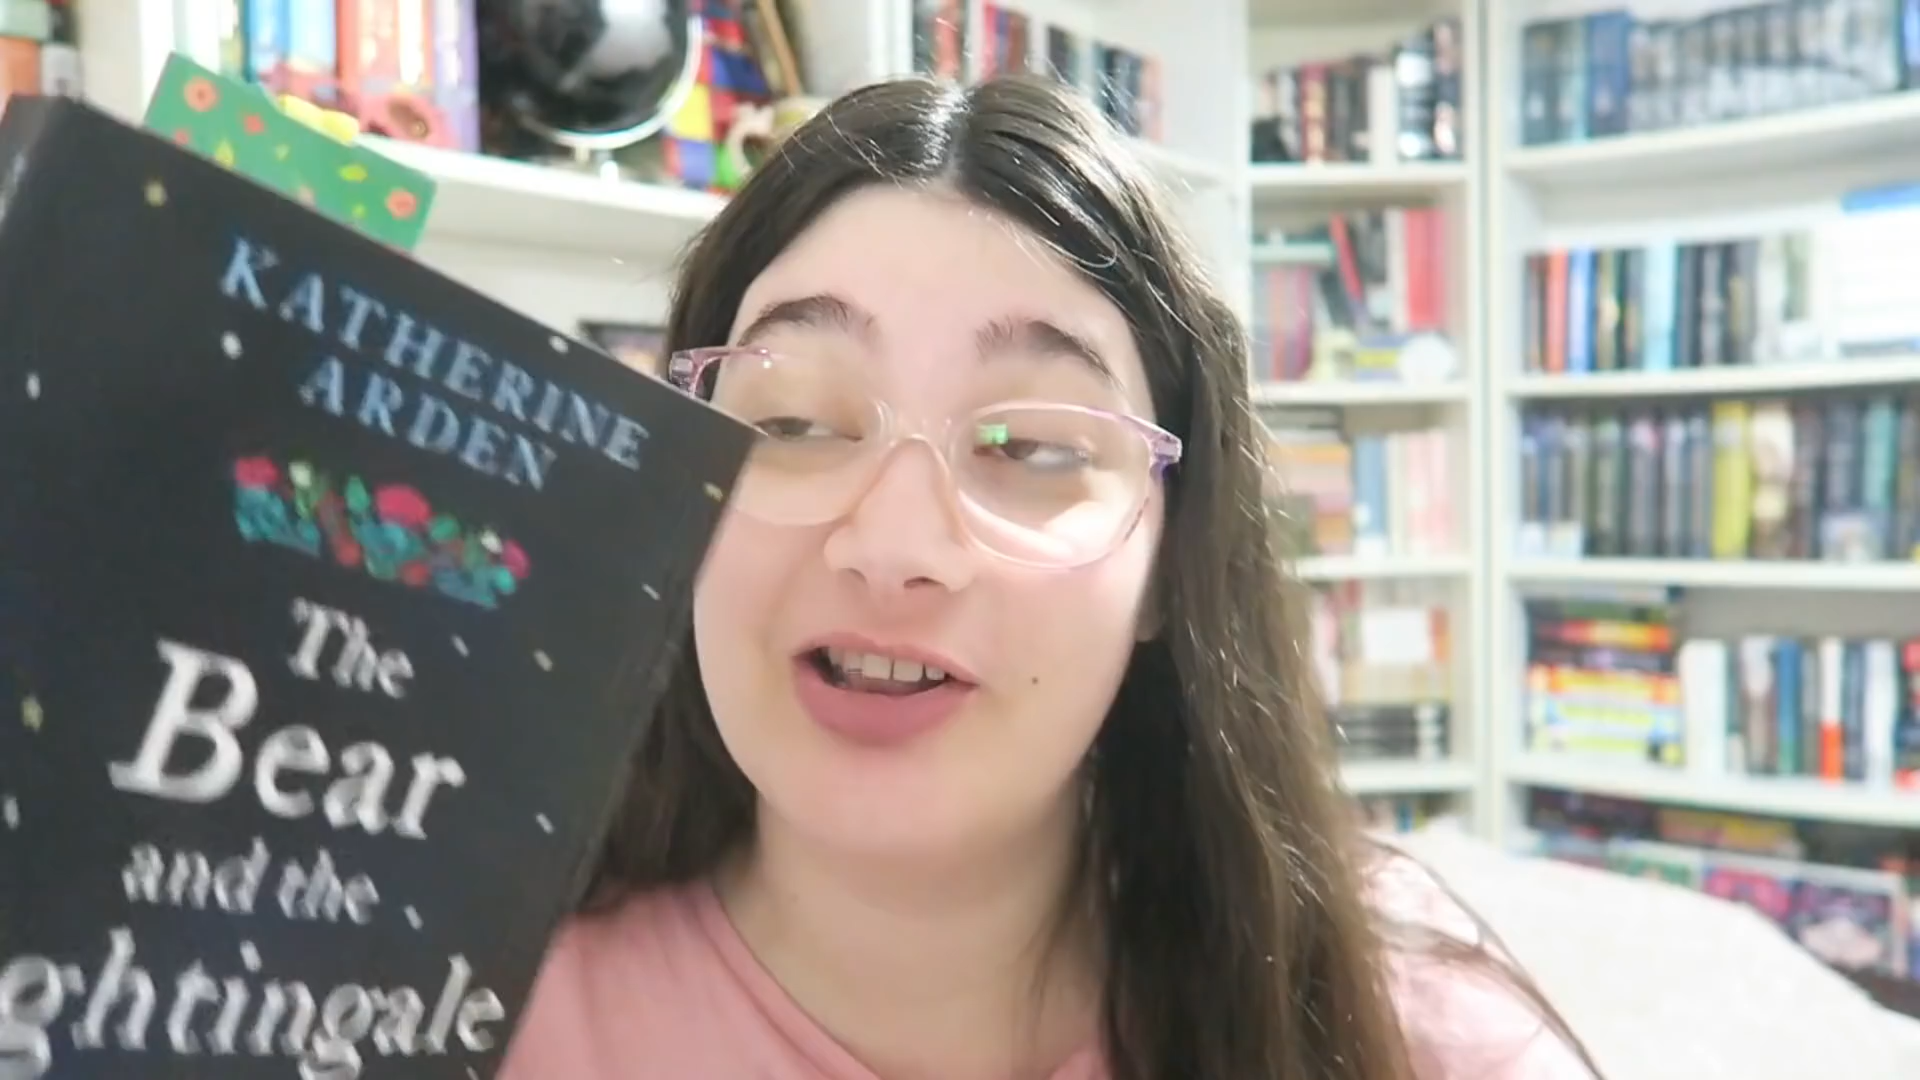 KATHERINE
ARDEN
The
Bear
and the
ghtingale